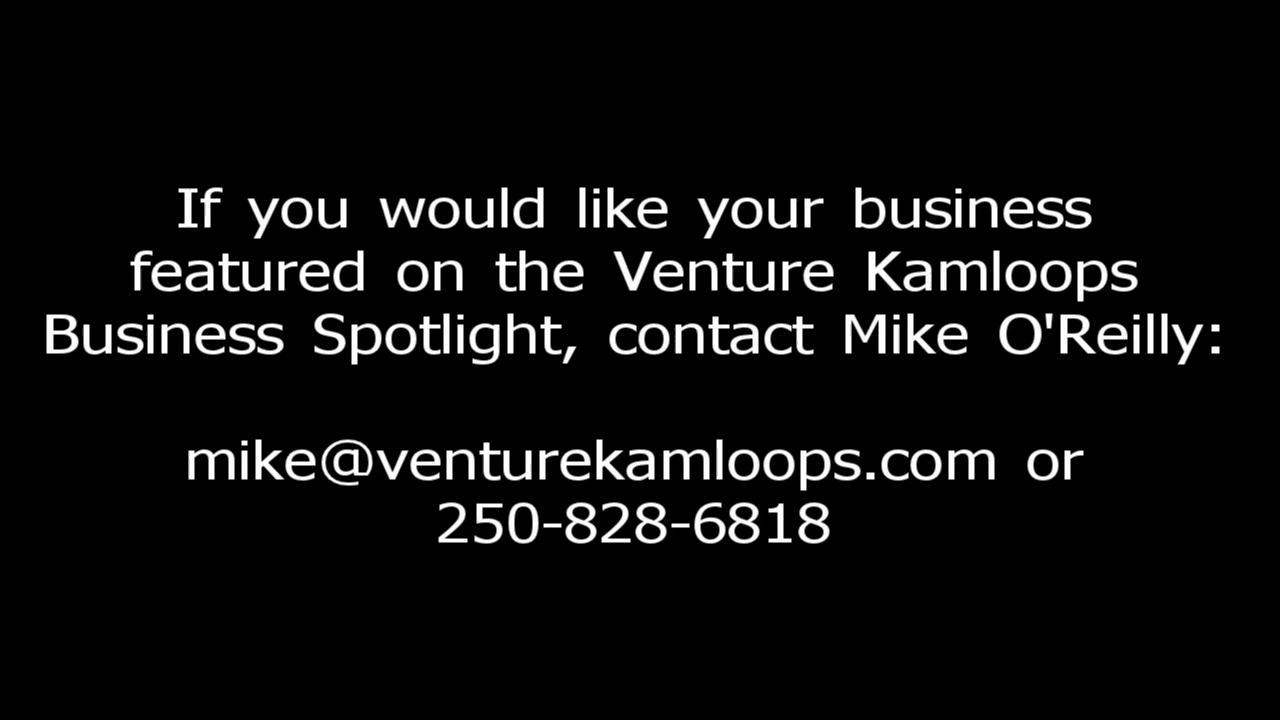 If you would like your business
featured on the Venture Kamloops
Business Spotlight, contact Mike O'Reilly:
mike@venturekamloops.com or
250-828-6818